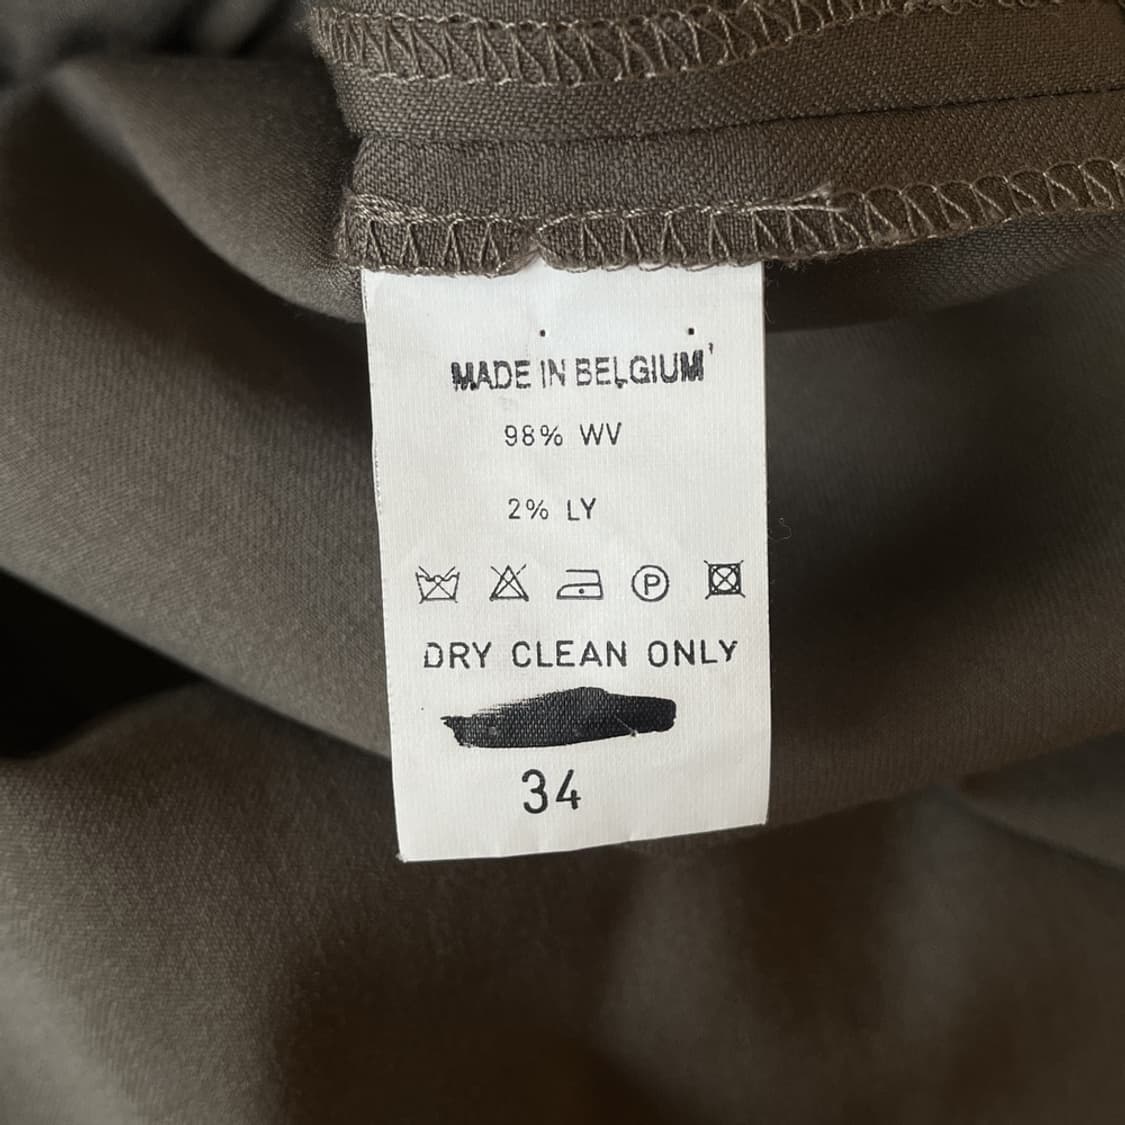 MADE IN BELGIUM
98% WV
2% LY
P
DRY CLEAN ONLY
34